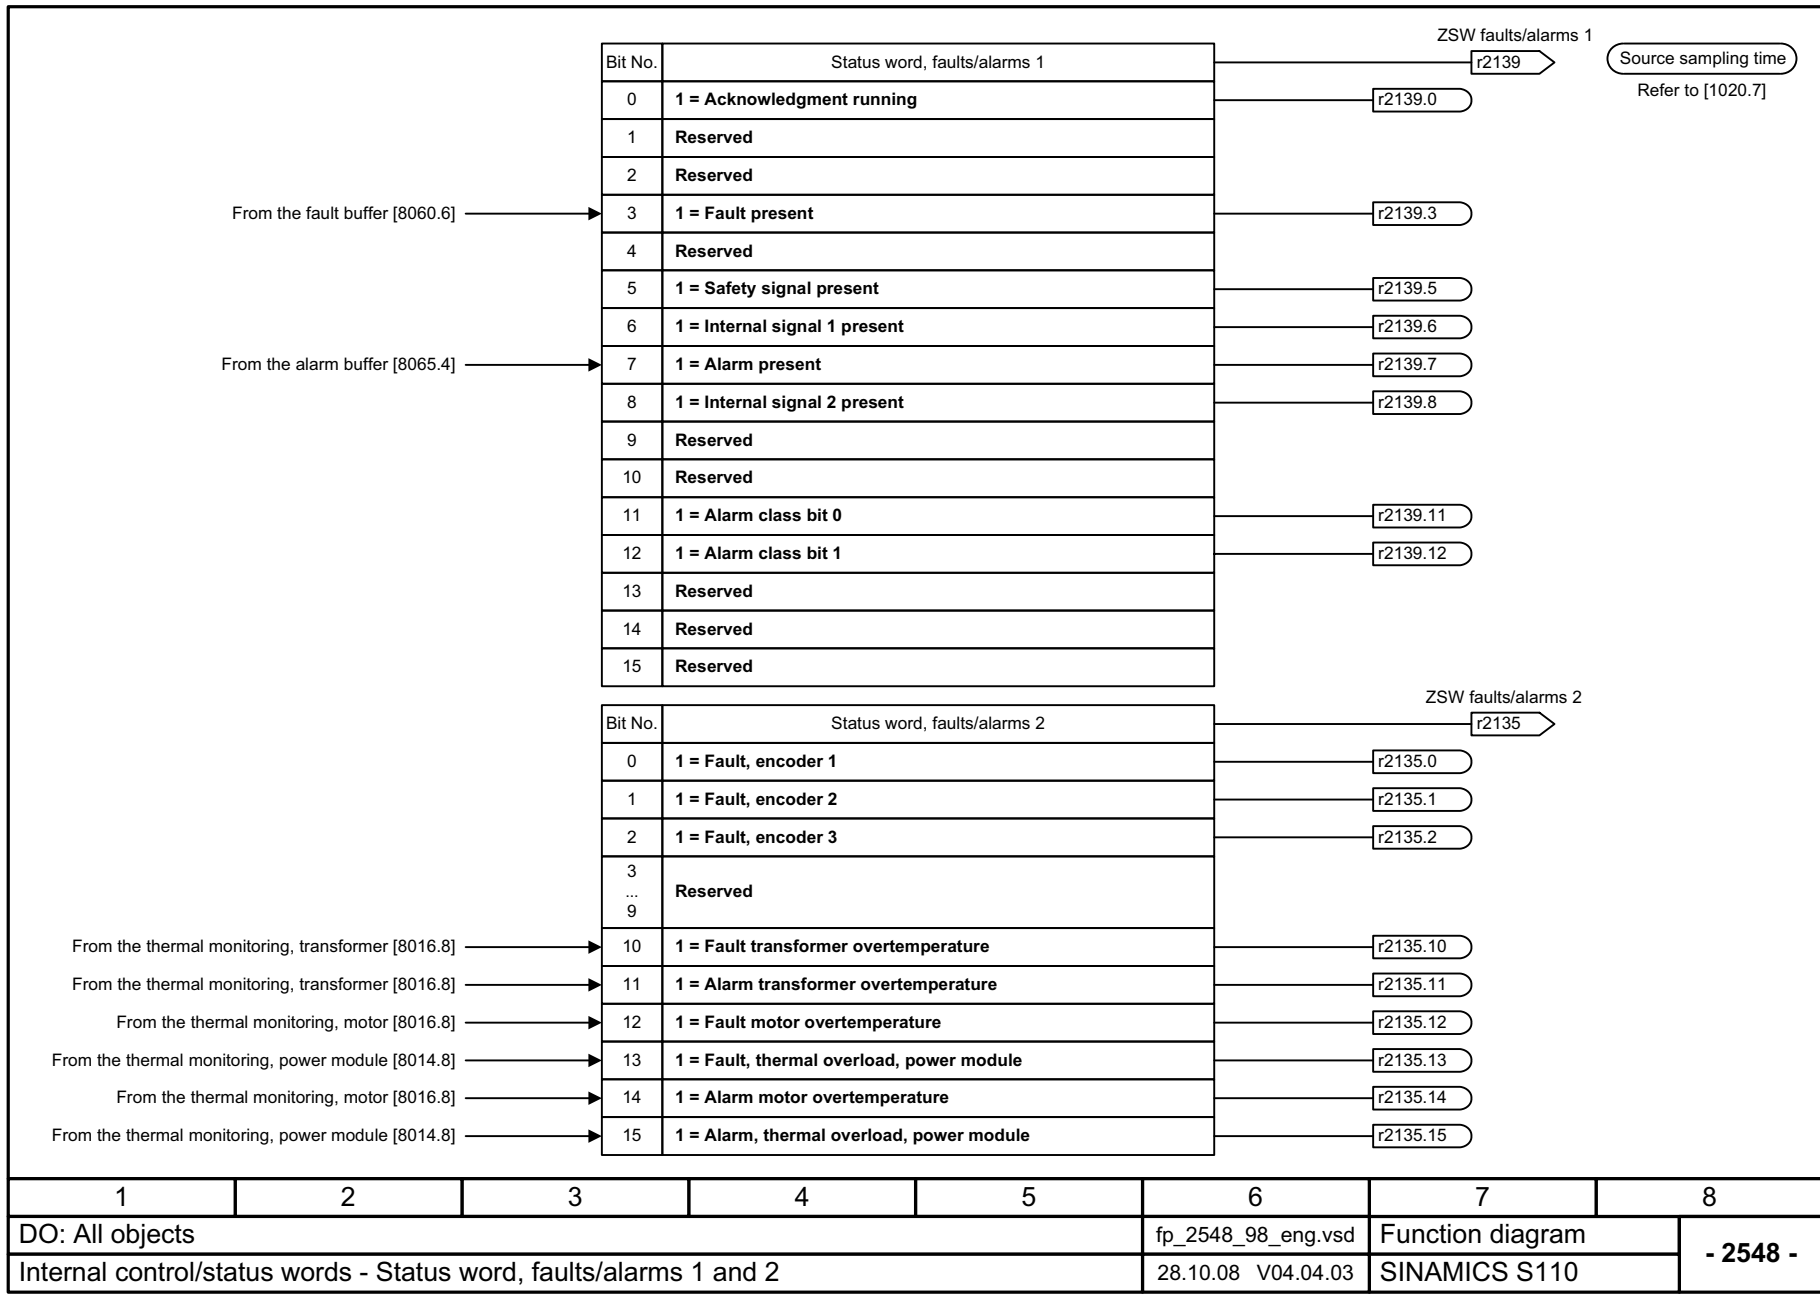 ZSW faults/alarms 1
Bit No. Status word, faults/alarms 1 r2139 Source sampling time
Refer to [1020.7]
0 1 = Acknowledgment running r2139.0
1 Reserved
2 Reserved
From the fault buffer [8060.6] 3 1 = Fault present r2139.3
4 Reserved
5 1 = Safety signal present r2139.5
6 1 = Internal signal 1 present r2139.6
From the alarm buffer [8065.4] 7 1 = Alarm present r2139.7
8 1 = Internal signal 2 present r2139.8
9 Reserved
10 Reserved
11 1 = Alarm class bit 0 r2139.11
12 1 = Alarm class bit 1 r2139.12
13 Reserved
14 Reserved
15 Reserved
ZSW faults/alarms 2
Bit No. Status word, faults/alarms 2 r2135
0 1 = Fault, encoder 1 r2135.0
1 1 = Fault, encoder 2 r2135.1
2 1 = Fault, encoder 3 r2135.2
3
... Reserved
9
From the thermal monitoring, transformer [8016.8] 10 1 = Fault transformer overtemperature r2135.10
From the thermal monitoring, transformer [8016.8] 11 1 = Alarm transformer overtemperature r2135.11
From the thermal monitoring, motor [8016.8] 12 1 = Fault motor overtemperature r2135.12
From the thermal monitoring, power module [8014.8] 13 1 = Fault, thermal overload, power module r2135.13
From the thermal monitoring, motor [8016.8] 14 1 = Alarm motor overtemperature r2135.14
From the thermal monitoring, power module [8014.8] 15 1 = Alarm, thermal overload, power module r2135.15
1 2 3 4 5 6 7 8
DO: All objects fp_2548_98_eng.vsd Function diagram - 2548 -
Internal control/status words - Status word, faults/alarms 1 and 2 28.10.08 V04.04.03 SINAMICS S110